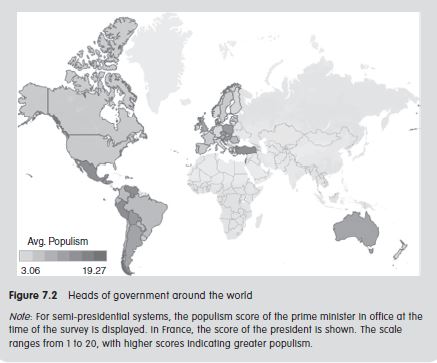 Avg. Populism
3.06 19.27
Figure 7.2 Heads of government around the world
Note: For semi-presidential systems, the populism score of the prime minister in office at the
time of the survey is displayed. In France, the score of the president is shown. The scale
ranges from 1 to 20, with higher scores indicating greater populism.